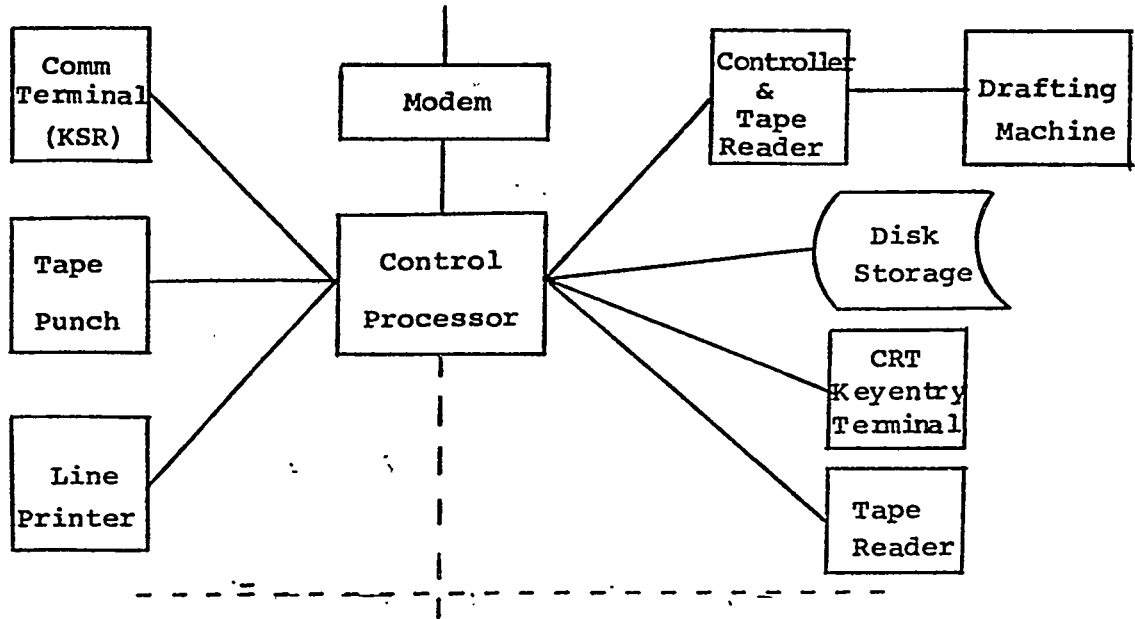 Comm
Terminal
(KSR)
Modem
Controller
&
Tape
Reader
Drafting
Machine
Tape
Punch
Control
Processor
Disk
Storage
CRT
Keyentry
Terminal
Line
Printer
Tape
Reader